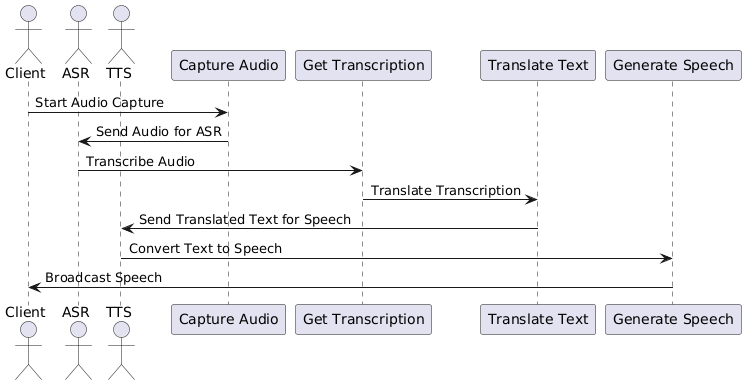 Client ASR TTS Capture Audio Get Transcription Translate Text Generate Speech
Start Audio Capture
Send Audio for ASR
Transcribe Audio
Translate Transcription
Send Translated Text for Speech
Convert Text to Speech
Broadcast Speech
Client ASR TTS Capture Audio Get Transcription Translate Text Generate Speech